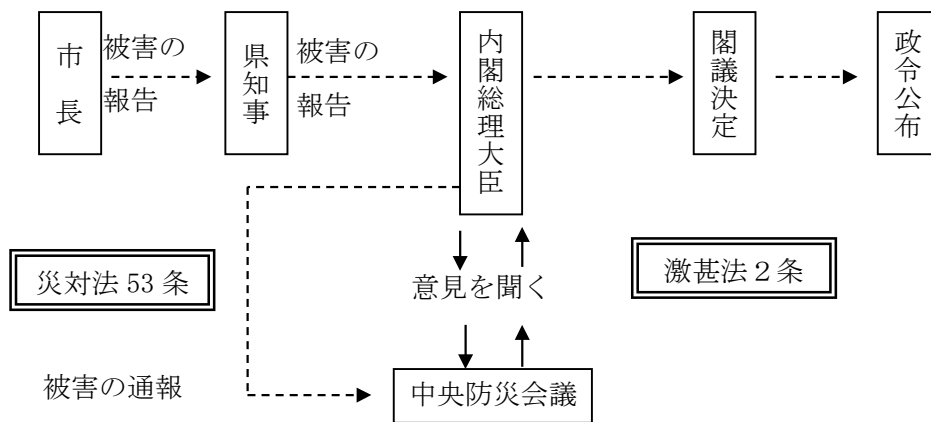 市長
被害の
報告
県知事
被害の
報告
内閣総理大臣
閣議決定
政令公布
災対法 53 条
意見を聞く
激甚法２条
被害の通報
中央防災会議